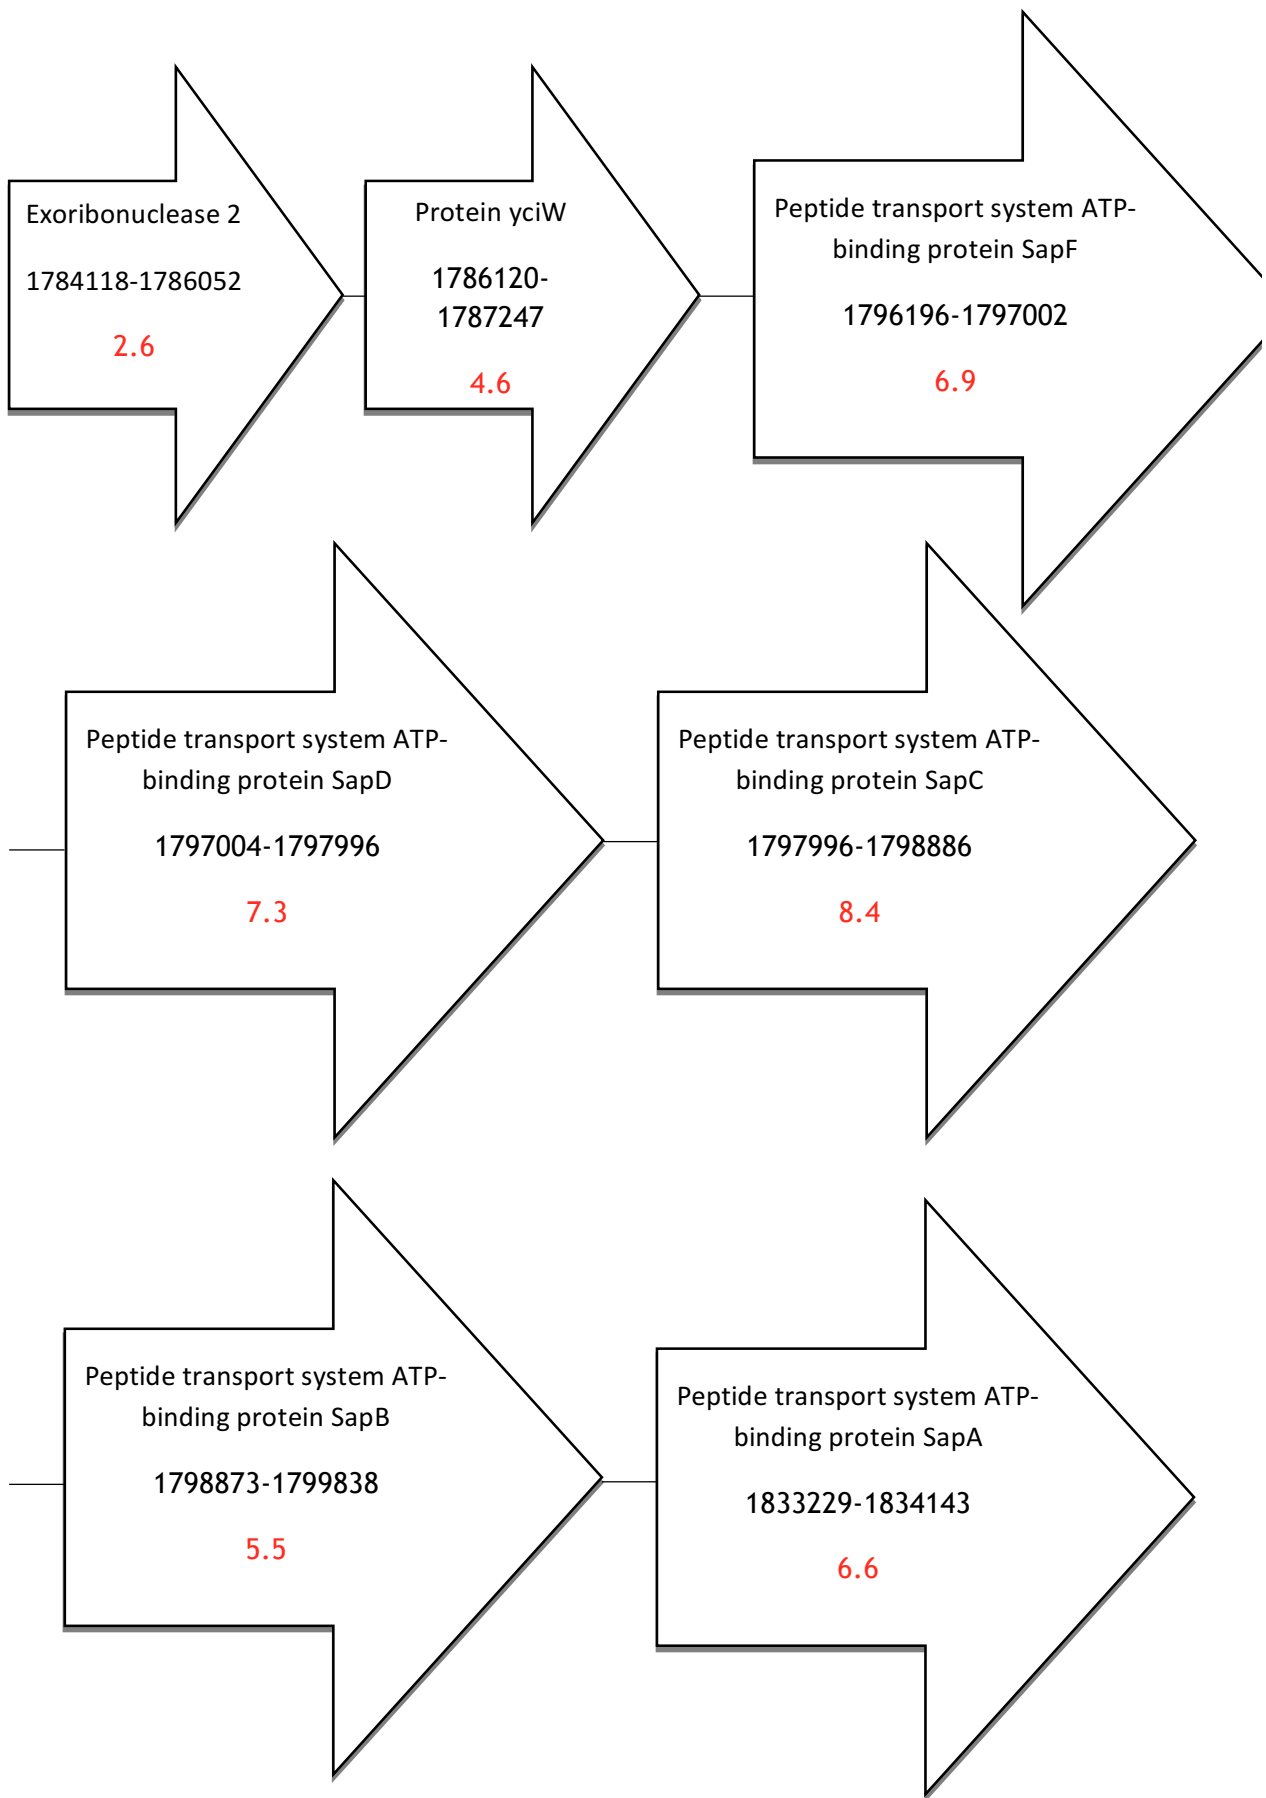 Exoribonuclease 2
1784118-1786052
2.6
Protein yciW
1786120-
1787247
4.6
Peptide transport system ATP-
binding protein SapF
1796196-1797002
6.9
Peptide transport system ATP-
binding protein SapD
1797004-1797996
7.3
Peptide transport system ATP-
binding protein SapC
1797996-1798886
8.4
Peptide transport system ATP-
binding protein SapB
1798873-1799838
5.5
Peptide transport system ATP-
binding protein SapA
1833229-1834143
6.6